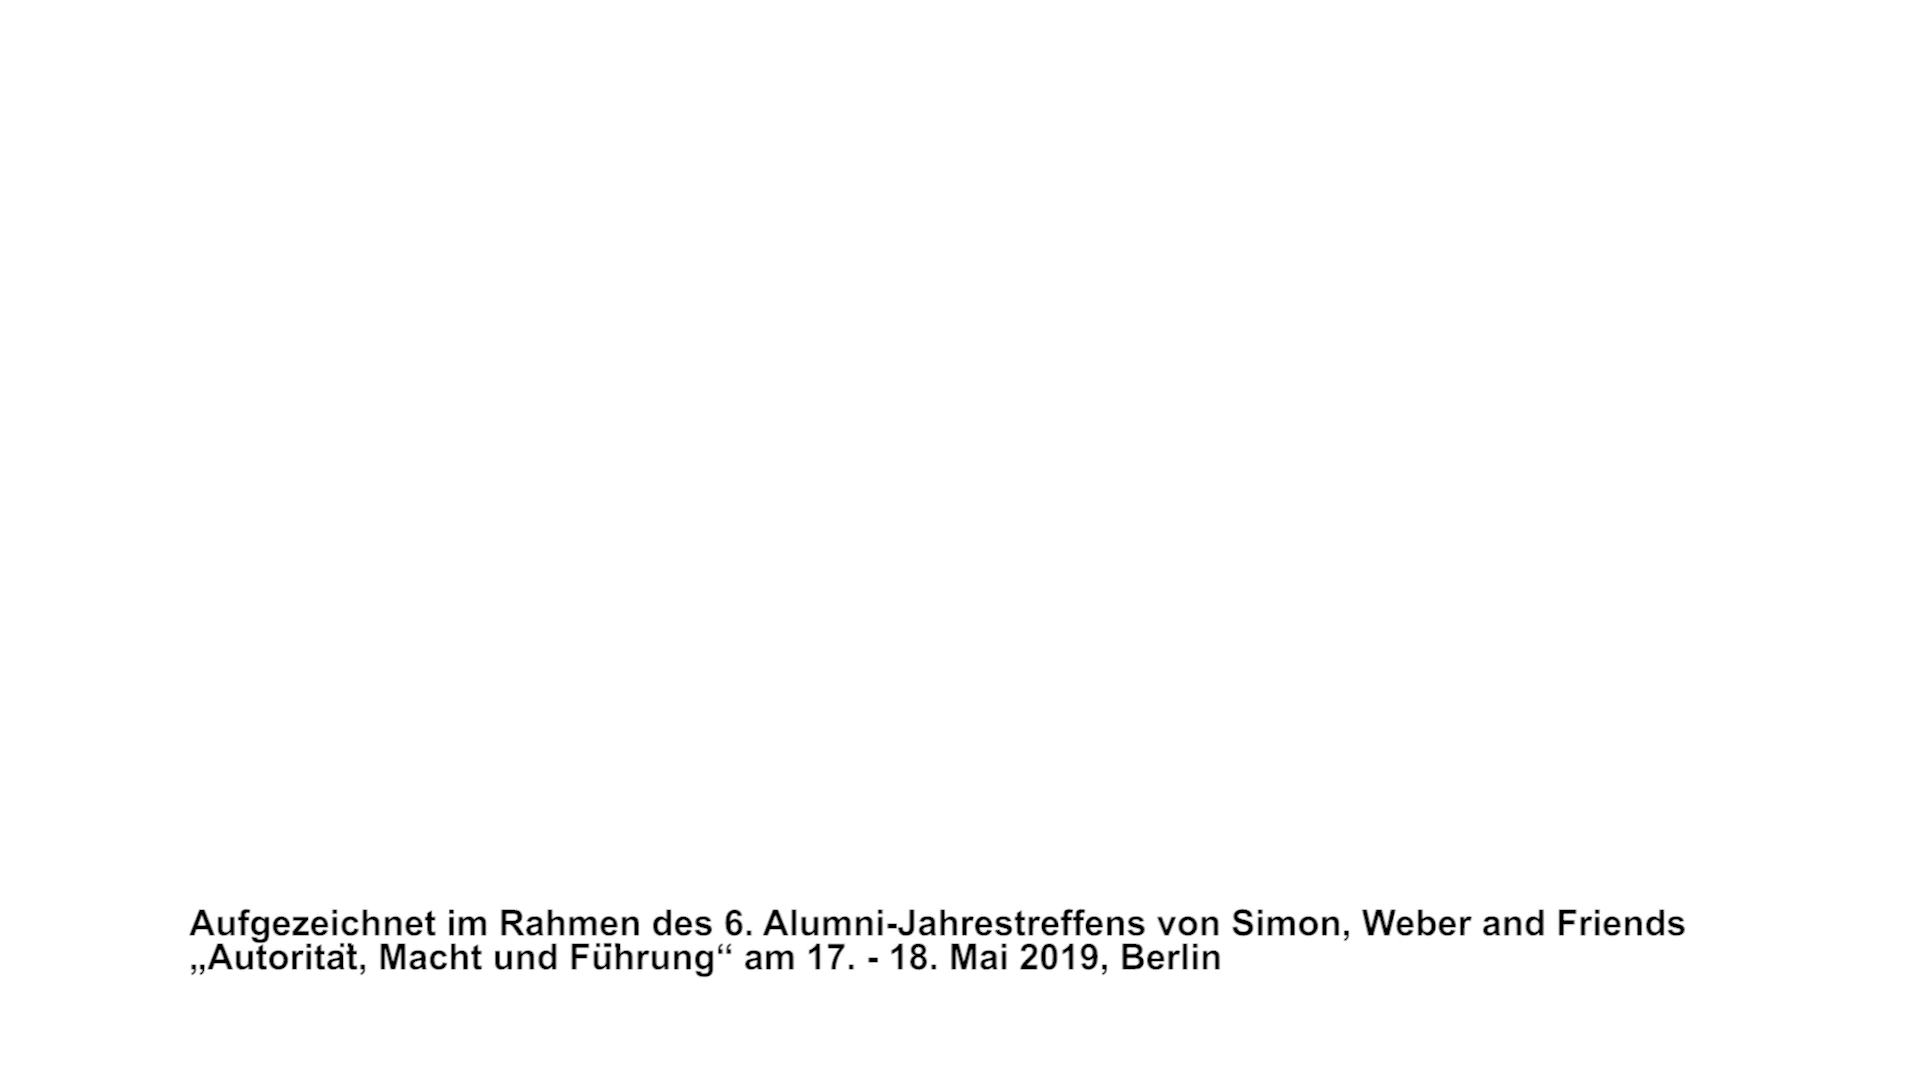 Aufgezeichnet im Rahmen des 6. Alumni-Jahrestreffens von Simon, Weber and Friends
„Autorität, Macht und Führung“ am 17. - 18. Mai 2019, Berlin